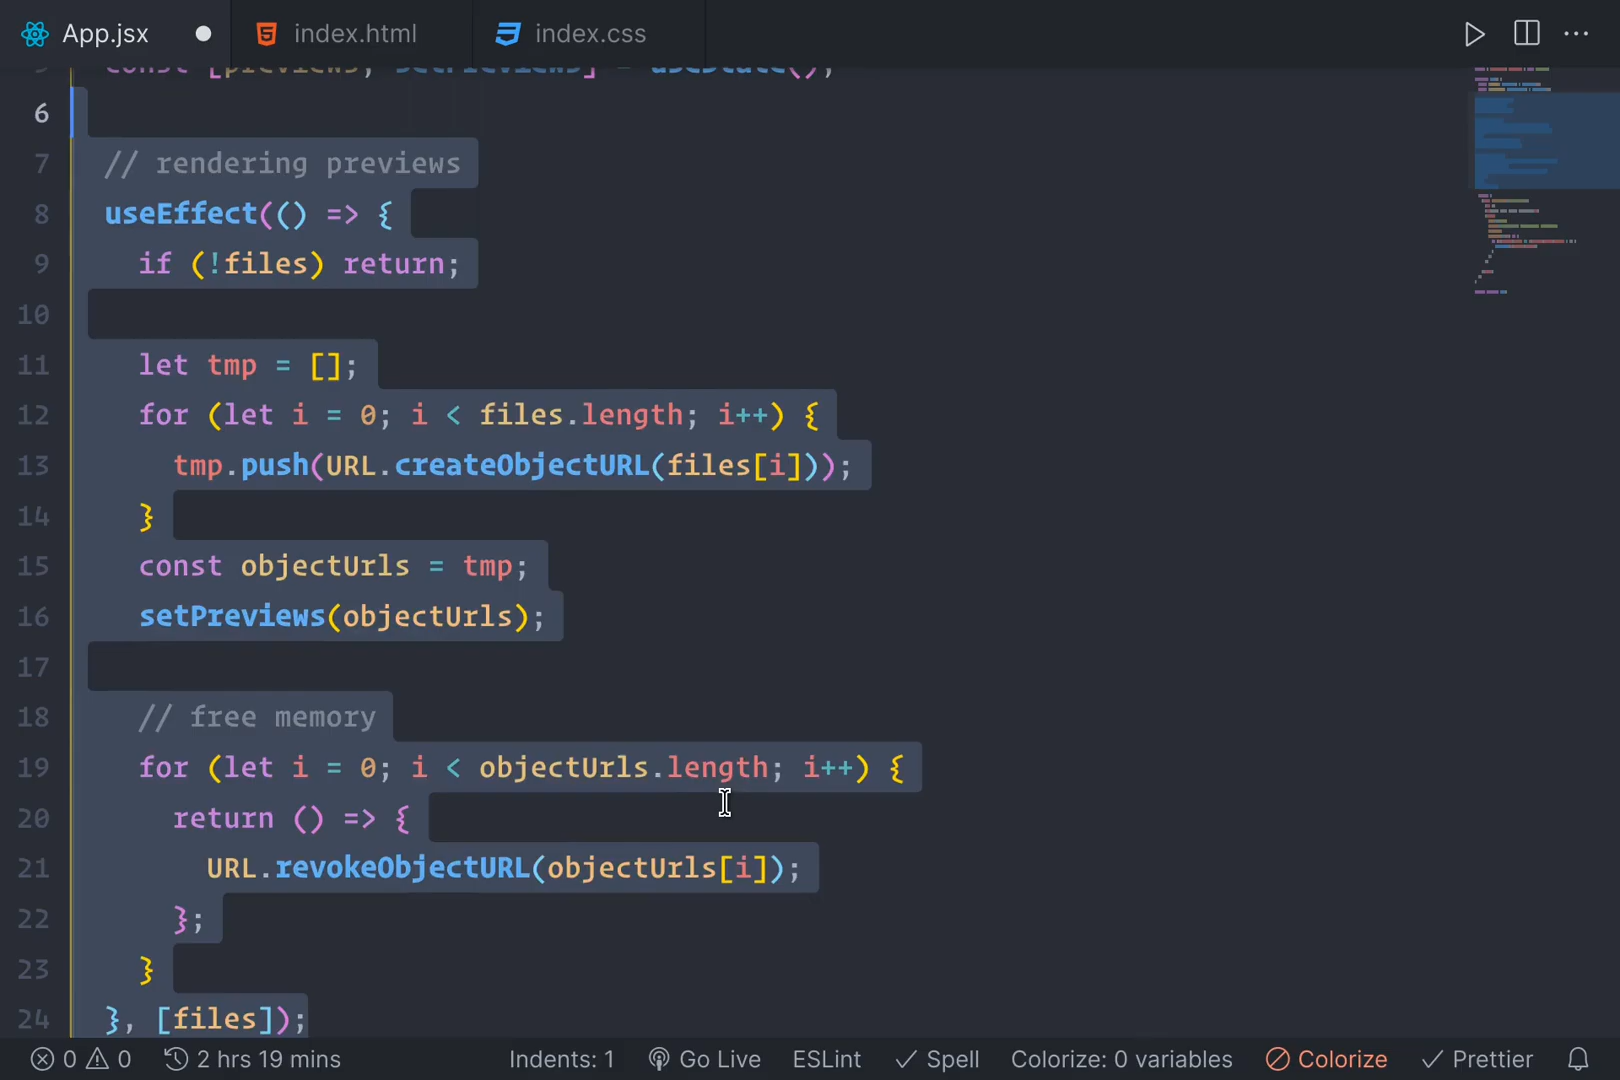 App.jsx
index.html
index.css
const [previews, setPreviews] = useState();
6
7 // rendering previews
8 useEffect(() => {
9 if (!files) return;
10
11 let tmp = [];
12 for (let i = 0; i < files.length; i++) {
13 tmp.push(URL.createObjectURL(files[i]));
14 }
15 const objectUrls = tmp;
16 setPreviews(objectUrls);
17
18 // free memory
19 for (let i = 0; i < objectUrls.length; i++) {
20 return () => {
21 URL.revokeObjectURL(objectUrls[i]);
22 };
23 }
24 }, [files]);
0 0 2 hrs 19 mins Indents: 1 Go Live ESLint Spell Colorize: 0 variables Colorize Prettier